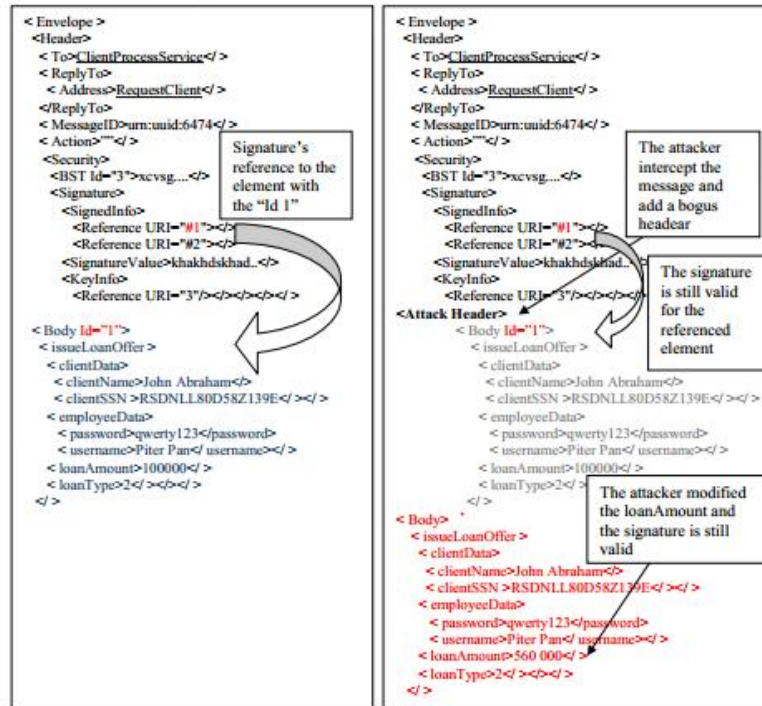 < Envelope >
<Header>
< To>ClientProcessService</ >
< ReplyTo>
< Address>RequestClient</ >
</ReplyTo>
< MessageID>urn:uuid:6474</ >
< Action>""</ >
<Security>
<BST Id="3">xcvsg....</>
<Signature>
<SignedInfo>
<Reference URI="#1"></>
<Reference URI="#2"></>
<SignatureValue>khakhdskhad..</>
<KeyInfo>
<Reference URI="3"/></></></></ >
Signature's
reference to the
element with
the “Id 1”
< Body Id="1">
< issueLoanOffer >
< clientData>
< clientName>John Abraham</>
< clientSSN >RSDNLL80D58Z139E</ ></ >
< employeeData>
< password>qwerty123</password>
< username>Piter Pan</ username></ >
< loanAmount>100000</ >
< loanType>2</ ></></ >
</ >
< Envelope >
<Header>
< To>ClientProcessService</ >
< ReplyTo>
< Address>RequestClient</ >
</ReplyTo>
< MessageID>urn:uuid:6474</ >
< Action>""</ >
<Security>
<BST Id="3">xcvsg....</>
<Signature>
<SignedInfo>
<Reference URI="#1"></>
<Reference URI="#2"></>
<SignatureValue>khakhdskhad..</>
<KeyInfo>
<Reference URI="3"/></></></></ >
The attacker
intercept the
message and
add a bogus
headear
The signature
is still valid
for the
referenced
element
<Attack Header>
< Body Id="1">
< issueLoanOffer >
< clientData>
< clientName>John Abraham</>
< clientSSN >RSDNLL80D58Z139E</ ></ >
< employeeData>
< password>qwerty123</password>
< username>Piter Pan</ username></ >
< loanAmount>100000</ >
< loanType>2</ ></></ >
</ >
The attacker modified
the loanAmount and
the signature is still
valid
< Body>
< issueLoanOffer >
< clientData>
< clientName>John Abraham</>
< clientSSN >RSDNLL80D58Z139E</ ></ >
< employeeData>
< password>qwerty123</password>
< username>Piter Pan</ username></ >
< loanAmount>560 000</ >
< loanType>2</ ></></ >
</ >